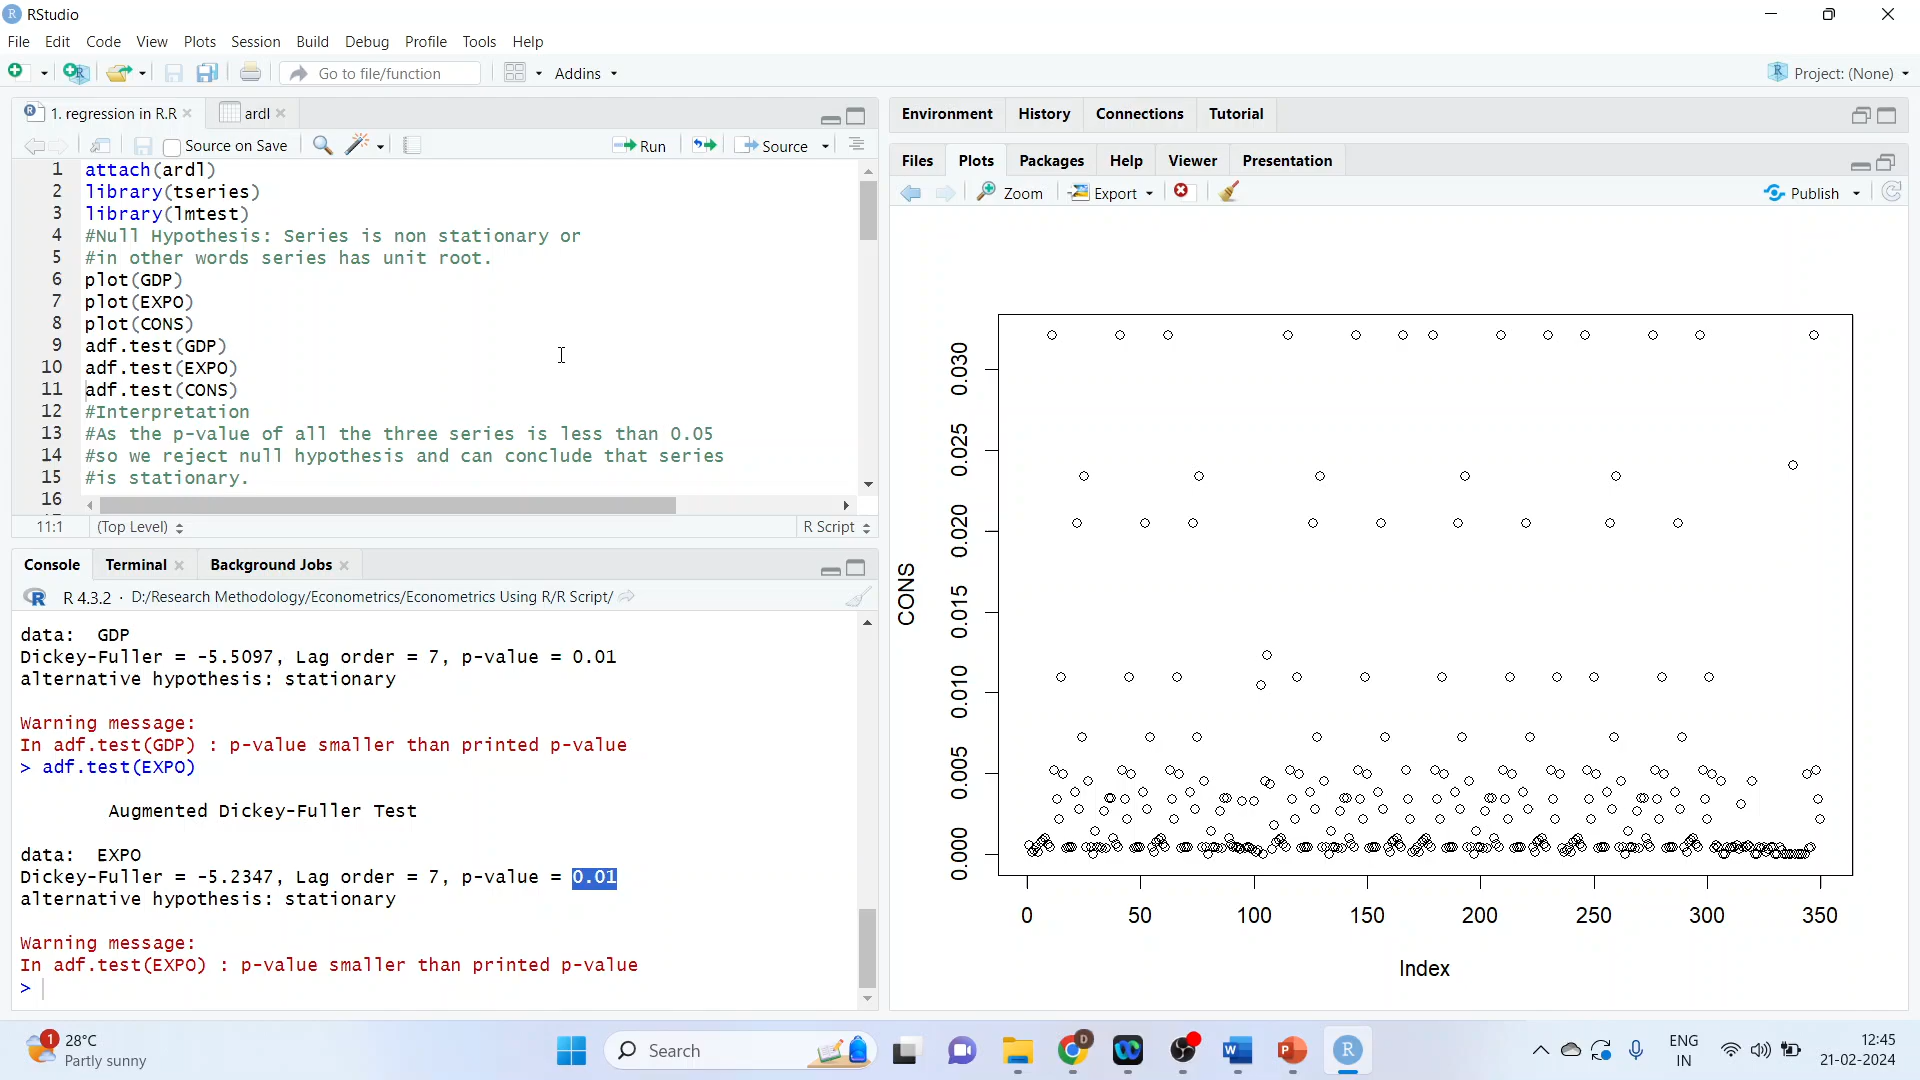 RStudio
File Edit Code View Plots Session Build Debug Profile Tools Help
Go to file/function Addins Project: (None)
1. regression in R.R ardl
Source on Save Run Source
1 attach(ardl)
2 library(tseries)
3 library(lmtest)
4 #Null Hypothesis: Series is non stationary or
5 #in other words series has unit root.
6 plot(GDP)
7 plot(EXPO)
8 plot(CONS)
9 adf.test(GDP)
10 adf.test(EXPO)
11 adf.test(CONS)
12 #Interpretation
13 #As the p-value of all the three series is less than 0.05
14 #so we reject null hypothesis and can conclude that series
15 #is stationary.
16
11:1 (Top Level) R Script
Console Terminal Background Jobs
R 4.3.2 · D:/Research Methodology/Econometrics/Econometrics Using R/R Script/
data: GDP
Dickey-Fuller = -5.5097, Lag order = 7, p-value = 0.01
alternative hypothesis: stationary
Warning message:
In adf.test(GDP) : p-value smaller than printed p-value
> adf.test(EXPO)
Augmented Dickey-Fuller Test
data: EXPO
Dickey-Fuller = -5.2347, Lag order = 7, p-value = 0.01
alternative hypothesis: stationary
Warning message:
In adf.test(EXPO) : p-value smaller than printed p-value
>
Environment History Connections Tutorial
Files Plots Packages Help Viewer Presentation
Zoom Export Publish
CONS
0.030
0.025
0.020
0.015
0.010
0.005
0.000
0 50 100 150 200 250 300 350
Index
1 28°C
Partly sunny
Search
D
ENG
IN
12:45
21-02-2024